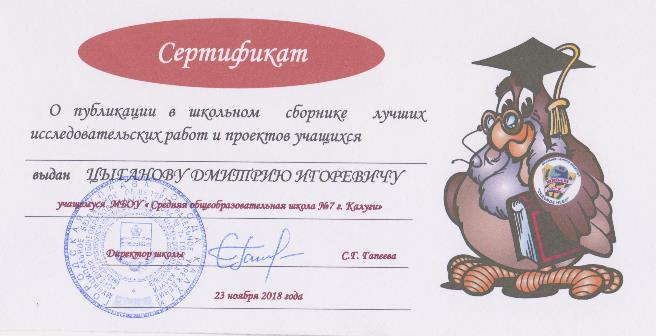 Сертификат
О публикации в школьном сборнике лучших
исследовательских работ и проектов учащихся
выдан ЦЫГАНОВУ ДМИТРИЮ ИГОРЕВИЧУ
учащемуся МБОУ « Средняя общеобразовательная школа №7 г. Калуги»
Директор школы С.Г. Гапеева
23 ноября 2018 года